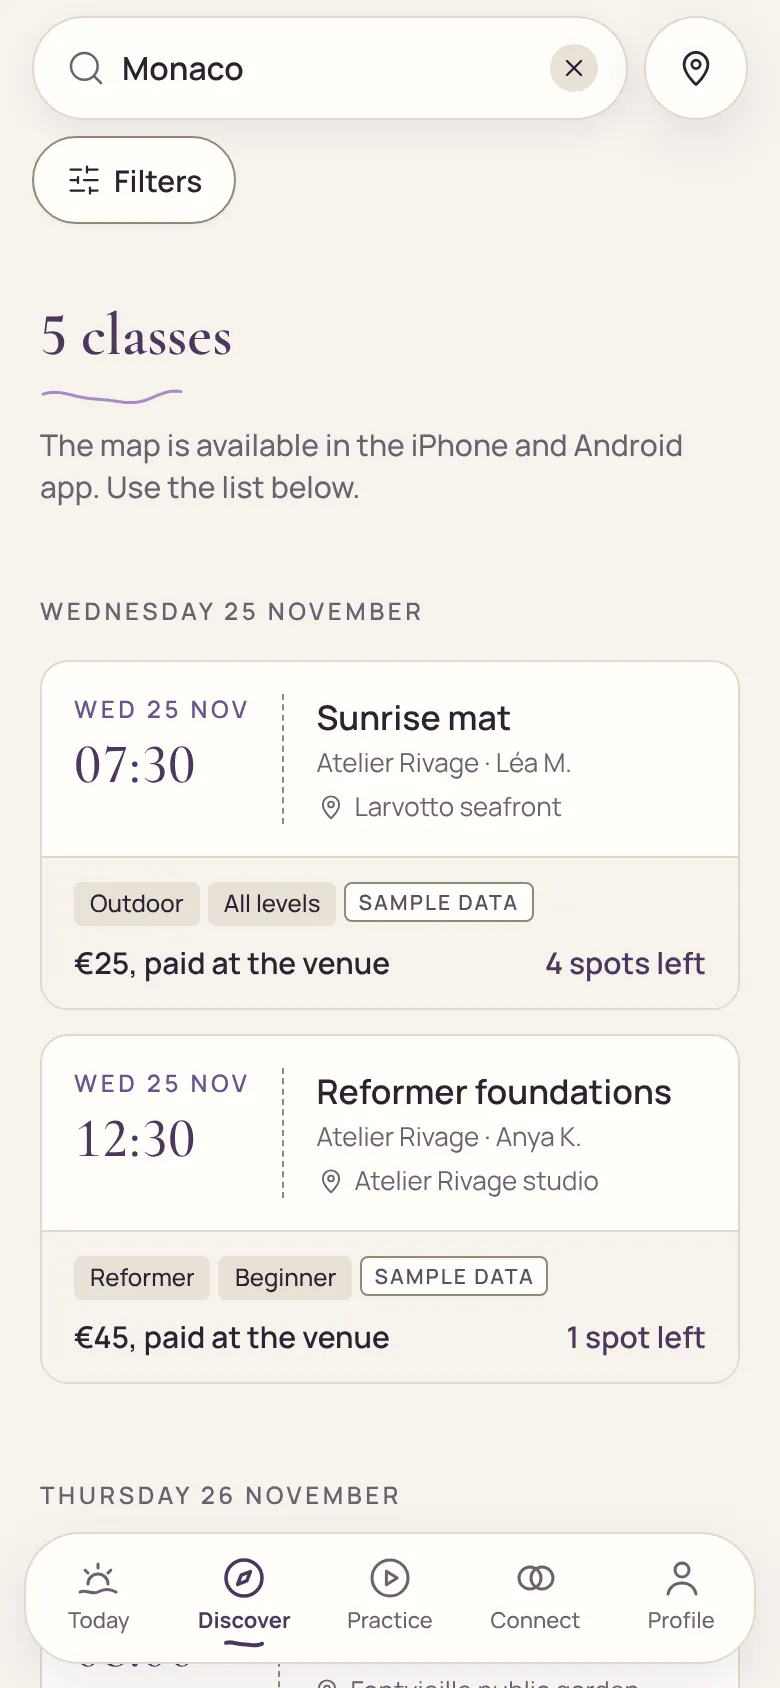 Monaco
Filters
5 classes
The map is available in the iPhone and Android
app. Use the list below.
WEDNESDAY 25 NOVEMBER
WED 25 NOV
07:30
Sunrise mat
Atelier Rivage · Léa M.
Larvotto seafront
Outdoor
All levels
SAMPLE DATA
€25, paid at the venue
4 spots left
WED 25 NOV
12:30
Reformer foundations
Atelier Rivage · Anya K.
Atelier Rivage studio
Reformer
Beginner
SAMPLE DATA
€45, paid at the venue
1 spot left
THURSDAY 26 NOVEMBER
Today
Discover
Practice
Connect
Profile
Fontvieille public garden